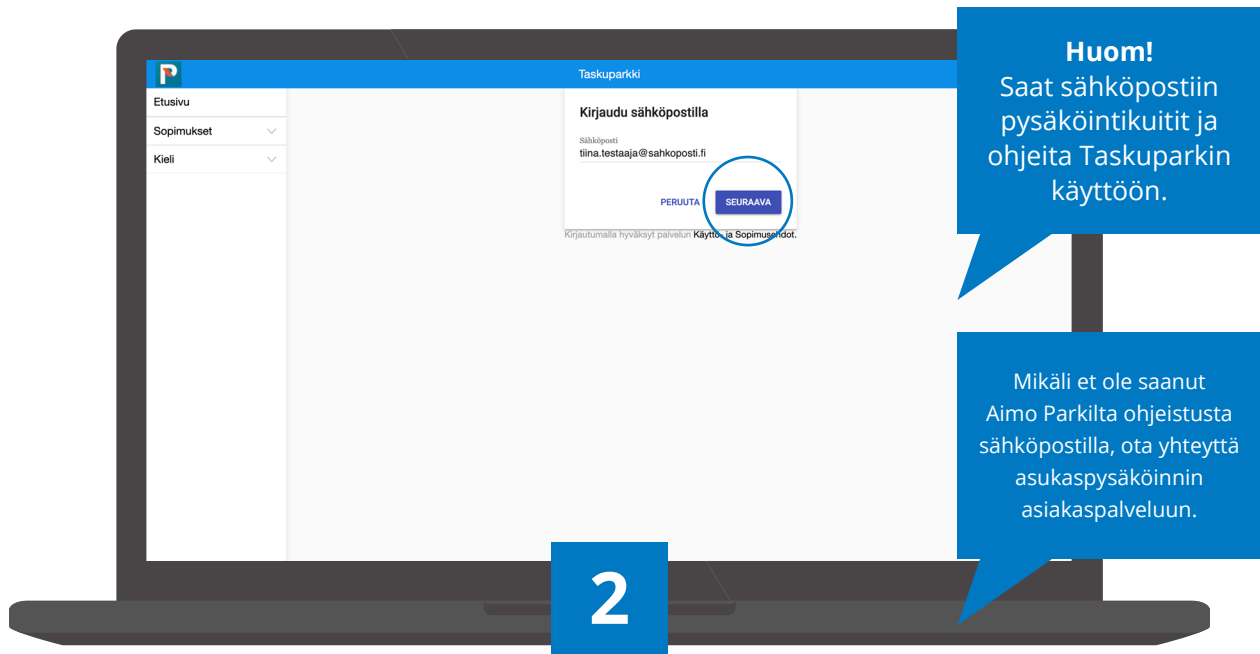 Taskuparkki
Etusivu
Sopimukset
Kieli
Kirjaudu sähköpostilla
Sähköposti
tiina.testaaja@sahkoposti.fi
PERUUTA SEURAAVA
Kirjautumalla hyväksyt palvelun Käyttö- ja Sopimusehdot.
Huom!
Saat sähköpostiin
pysäköintikuitit ja
ohjeita Taskuparkin
käyttöön.
Mikäli et ole saanut
Aimo Parkilta ohjeistusta
sähköpostilla, ota yhteyttä
asukaspysäköinnin
asiakaspalveluun.
2